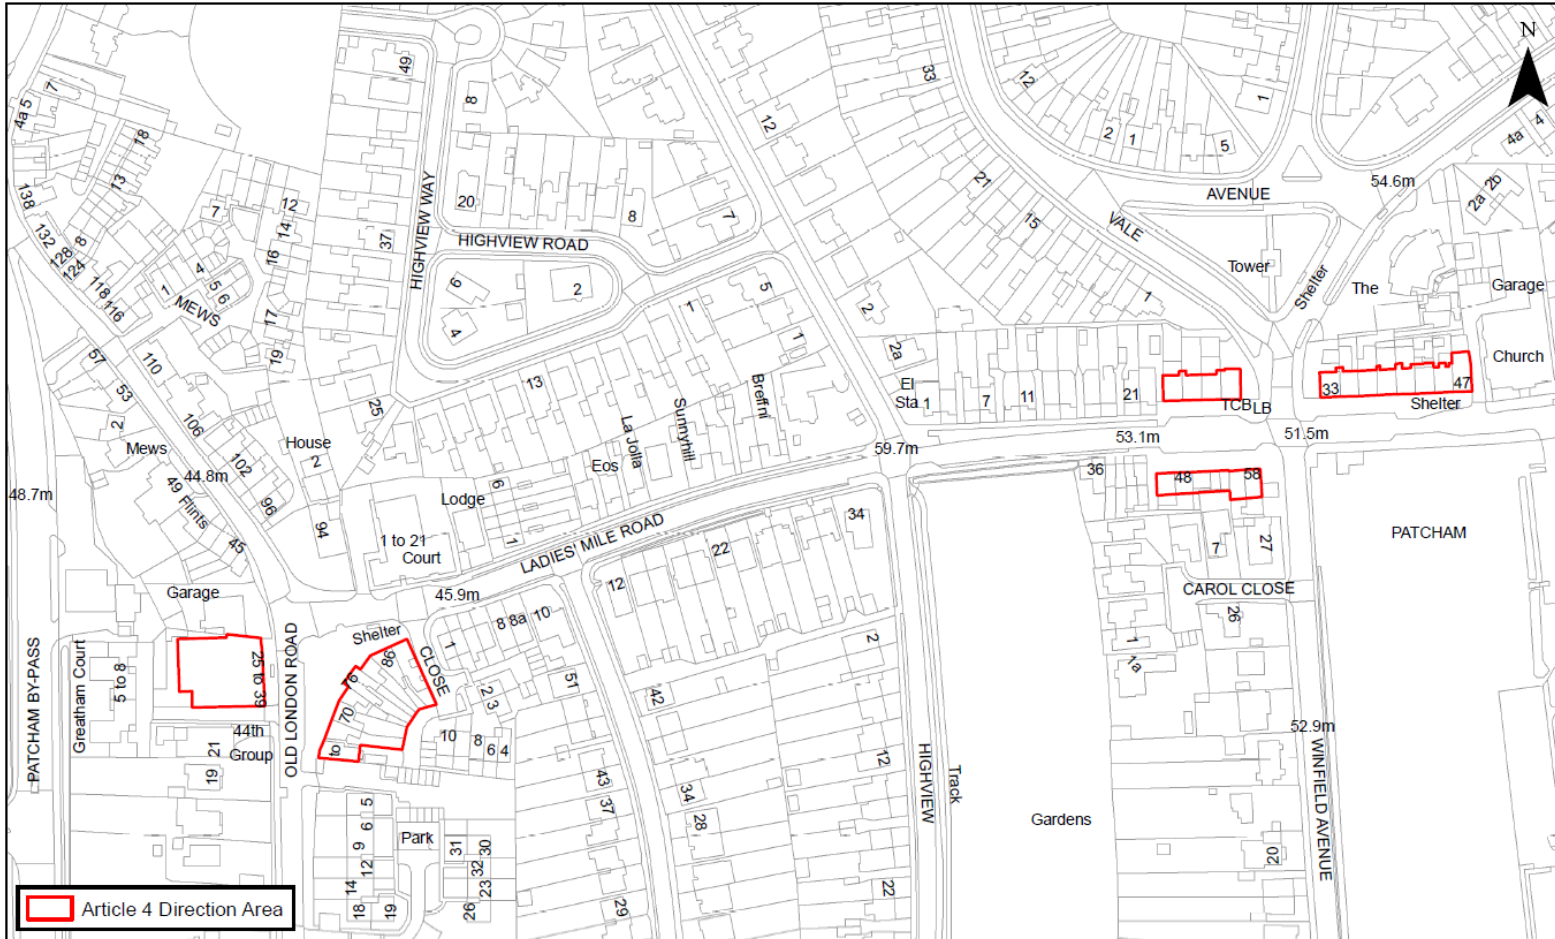 N
49
8
7
4a 5
18
13
138
132
128
124
8
118
116
7
12
14
16
4
5
6
1
MEWS
17
19
20
37
HIGHVIEW WAY
HIGHVIEW ROAD
8
7
12
6
4
2
5
1
1
33
12
2
1
5
1
21
15
VALE
AVENUE
54.6m
4a
4
2a
2b
Tower
Shelter
The
Garage
Church
1
2
2a
El
Sta
1
7
11
21
TCB
LB
33
47
Shelter
57
53
110
106
102
96
2
Mews
44.8m
48.7m
49
Flints
45
House
2
94
25
13
Breffni
Sunnyhill
La Jolla
Eos
Lodge
6
1
1 to 21
Court
LADIES' MILE ROAD
59.7m
53.1m
51.5m
36
48
58
PATCHAM
7
27
CAROL CLOSE
26
1
1a
34
22
12
45.9m
Garage
Shelter
CLOSE
1
8
8a
10
2
3
51
25 to 39
86
76
70
to
OLD LONDON ROAD
PATCHAM BY-PASS
Greatham Court
5 to 8
44th
Group
21
19
10
8
6
4
2
42
12
43
37
34
28
29
22
HIGHVIEW
Track
Gardens
52.9m
WINFIELD AVENUE
20
5
6
9
12
14
18
19
Park
31
30
32
23
26
Article 4 Direction Area